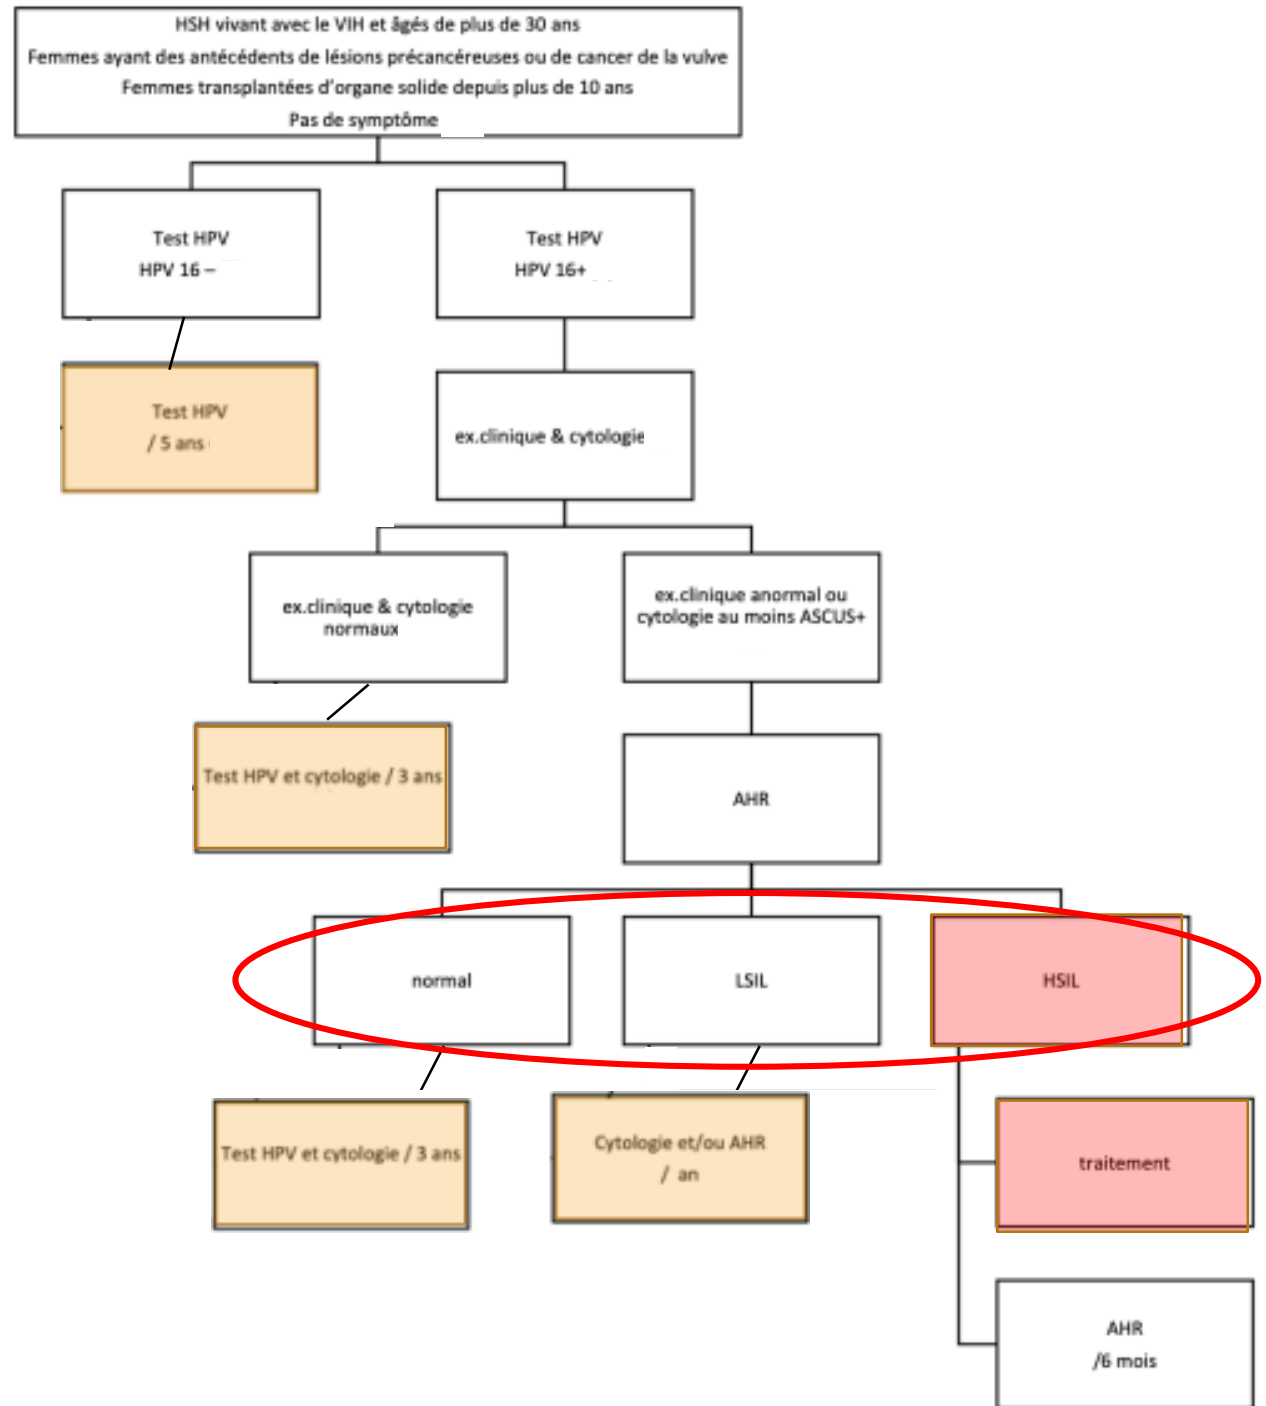 HSH vivant avec le VIH et âgés de plus de 30 ans
Femmes ayant des antécédents de lésions précancéreuses ou de cancer de la vulve
Femmes transplantées d'organe solide depuis plus de 10 ans
Pas de symptôme
Test HPV
HPV 16 –
Test HPV
HPV 16+
Test HPV
/ 5 ans
ex.clinique & cytologie
ex.clinique & cytologie
normaux
ex.clinique anormal ou
cytologie au moins ASCUS+
Test HPV et cytologie / 3 ans
AHR
normal
LSIL
HSIL
Test HPV et cytologie / 3 ans
Cytologie et/ou AHR
/ an
traitement
AHR
/6 mois